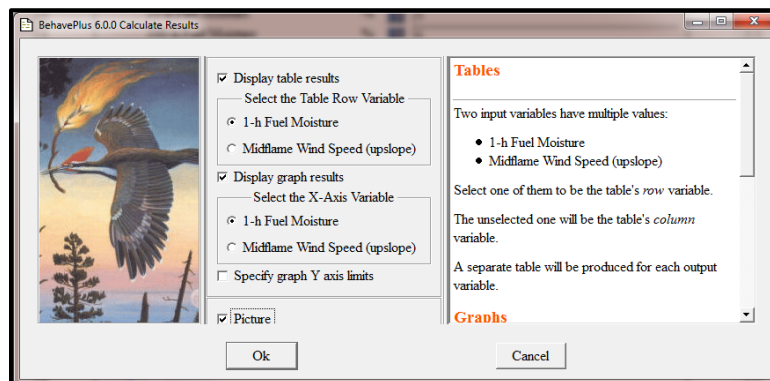 BehavePlus 6.0.0 Calculate Results
Display table results
Select the Table Row Variable
1-h Fuel Moisture
Midflame Wind Speed (upslope)
Display graph results
Select the X-Axis Variable
1-h Fuel Moisture
Midflame Wind Speed (upslope)
Specify graph Y axis limits
Picture
Tables
Two input variables have multiple values:
1-h Fuel Moisture
Midflame Wind Speed (upslope)
Select one of them to be the table's row variable.
The unselected one will be the table's column
variable.
A separate table will be produced for each output
variable.
Graphs
Ok
Cancel